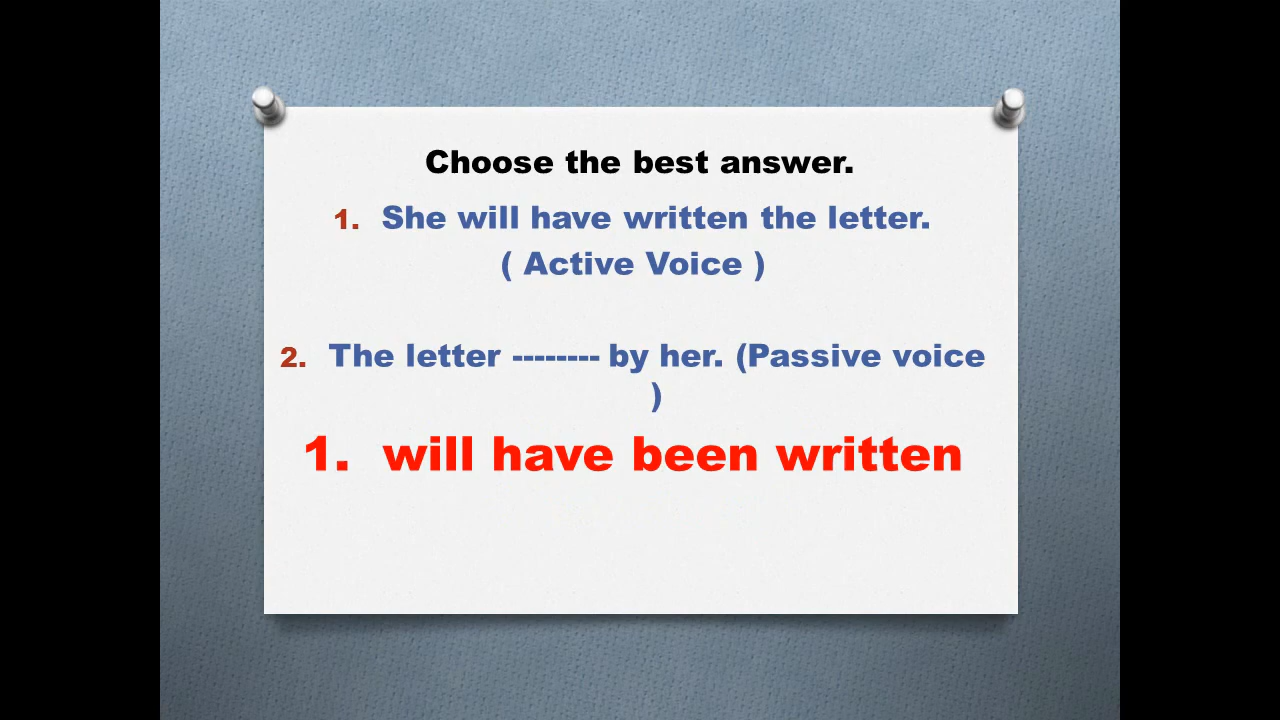 Choose the best answer.
1. She will have written the letter.
( Active Voice )
2. The letter -------- by her. (Passive voice
)
1. will have been written